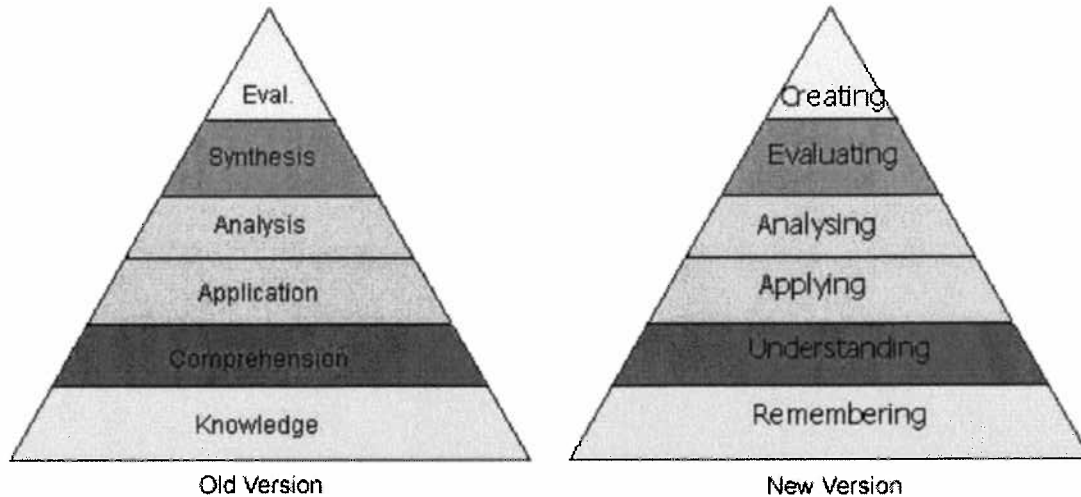 Eval.
Synthesis
Analysis
Application
Comprehension
Knowledge
Old Version
Creating
Evaluating
Analysing
Applying
Understanding
Remembering
New Version